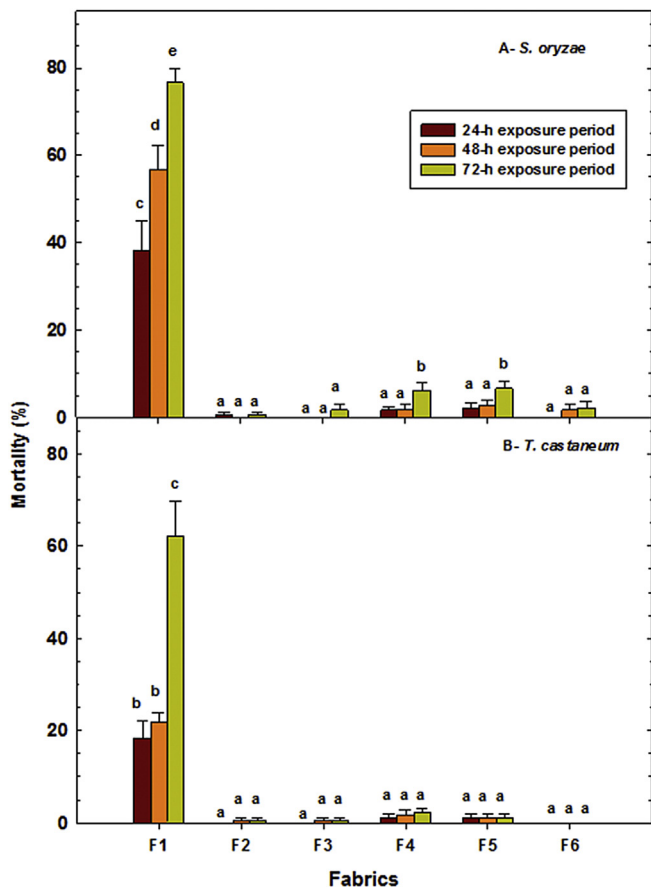 A- S. oryzae
24-h exposure period
48-h exposure period
72-h exposure period
80
60
40
20
0
c d e
a a a
a a a
a a b
a a b
a a a
Mortality (%)
B- T. castaneum
80
60
40
20
0
b b c
a a a
a a a
a a a
a a a
a a a
F1 F2 F3 F4 F5 F6
Fabrics